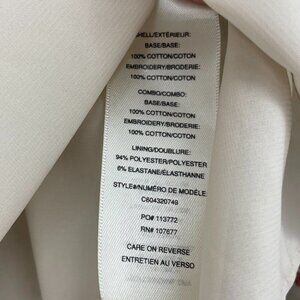 SHELL/EXTÉRIEUR:
BASE/BASE:
100% COTTON/COTON
EMBROIDERY/BRODERIE:
100% COTTON/COTON
COMBO/COMBO:
BASE/BASE:
100% COTTON/COTON
EMBROIDERY/BRODERIE:
100% COTTON/COTON
LINING/DOUBLURE:
94% POLYESTER/POLYESTER
6% ELASTANE/ÉLASTHANNE
STYLE#/NUMÉRO DE MODÈLE:
C604320749
PO# 113772
RN# 107677
CARE ON REVERSE
ENTRETIEN AU VERSO